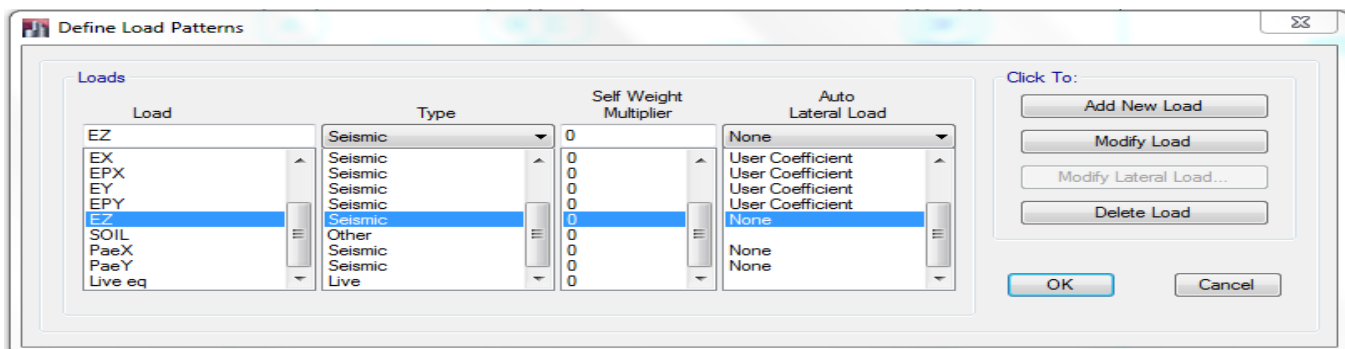 Define Load Patterns
Loads
Click To:
Load Type Self Weight Multiplier Auto Lateral Load
EZ Seismic 0 None
EX Seismic 0 User Coefficient
EPX Seismic 0 User Coefficient
EY Seismic 0 User Coefficient
EPY Seismic 0 User Coefficient
EZ Seismic 0 None
SOIL Other 0
PaeX Seismic 0 None
PaeY Seismic 0 None
Live eq Live 0
Add New Load
Modify Load
Modify Lateral Load...
Delete Load
OK Cancel